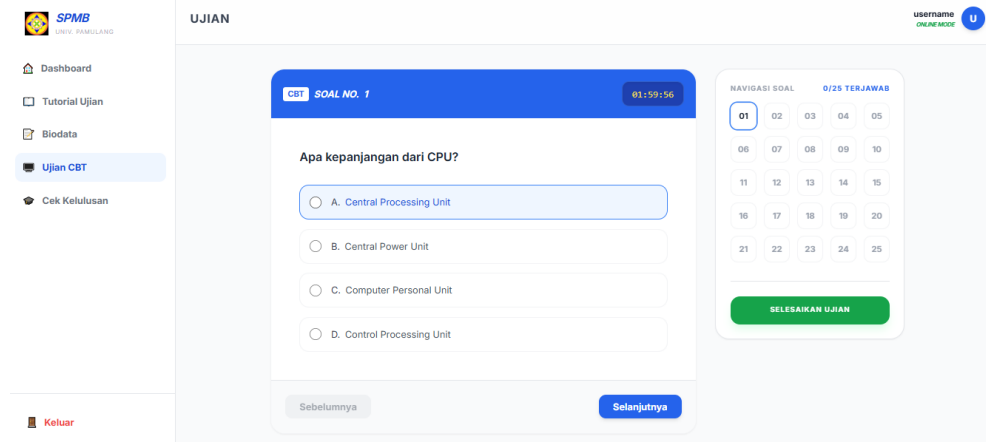 SPMB
UNIV. PAMULANG
Dashboard
Tutorial Ujian
Biodata
Ujian CBT
Cek Kelulusan
Keluar
UJIAN
username
ONLINE MODE
U
CBT SOAL NO. 1
01:59:56
Apa kepanjangan dari CPU?
A. Central Processing Unit
B. Central Power Unit
C. Computer Personal Unit
D. Control Processing Unit
Sebelumnya
Selanjutnya
NAVIGASI SOAL 0/25 TERJAWAB
01 02 03 04 05
06 07 08 09 10
11 12 13 14 15
16 17 18 19 20
21 22 23 24 25
SELESAIKAN UJIAN